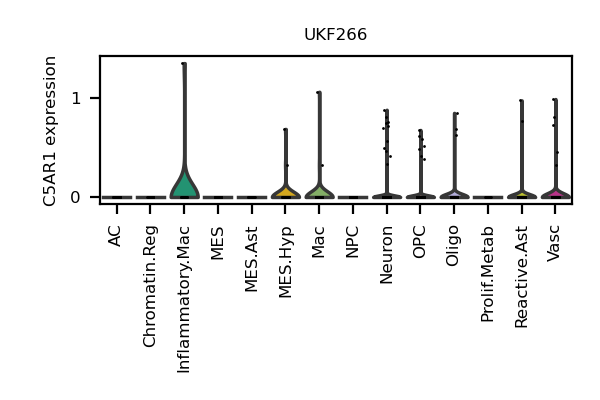 UKF266
C5AR1 expression
1
0
AC
Chromatin.Reg
Inflammatory.Mac
MES
MES.Ast
MES.Hyp
Mac
NPC
Neuron
OPC
Oligo
Prolif.Metab
Reactive.Ast
Vasc